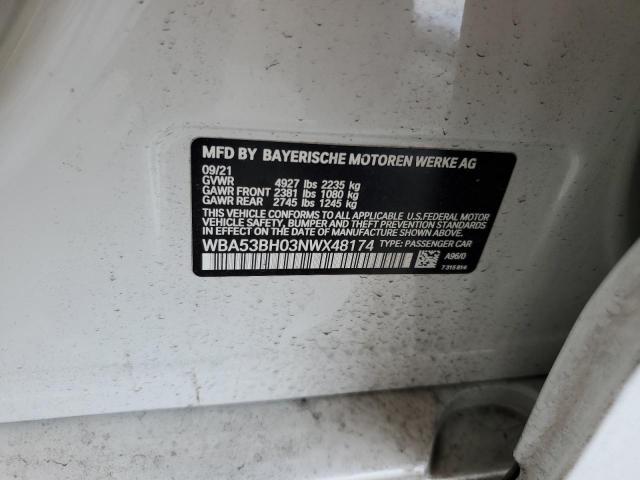 MFD BY BAYERISCHE MOTOREN WERKE AG
09/21
GVWR 4927 lbs 2235 kg
GAWR FRONT 2381 lbs 1080 kg
GAWR REAR 2745 lbs 1245 kg
THIS VEHICLE CONFORMS TO ALL APPLICABLE U.S.FEDERAL MOTOR
VEHICLE SAFETY, BUMPER, AND THEFT PREVENTION STANDARDS
IN EFFECT ON THE DATE OF MANUFACTURE SHOWN ABOVE.
WBA53BH03NWX48174 TYPE: PASSENGER CAR
A96/0
7315814